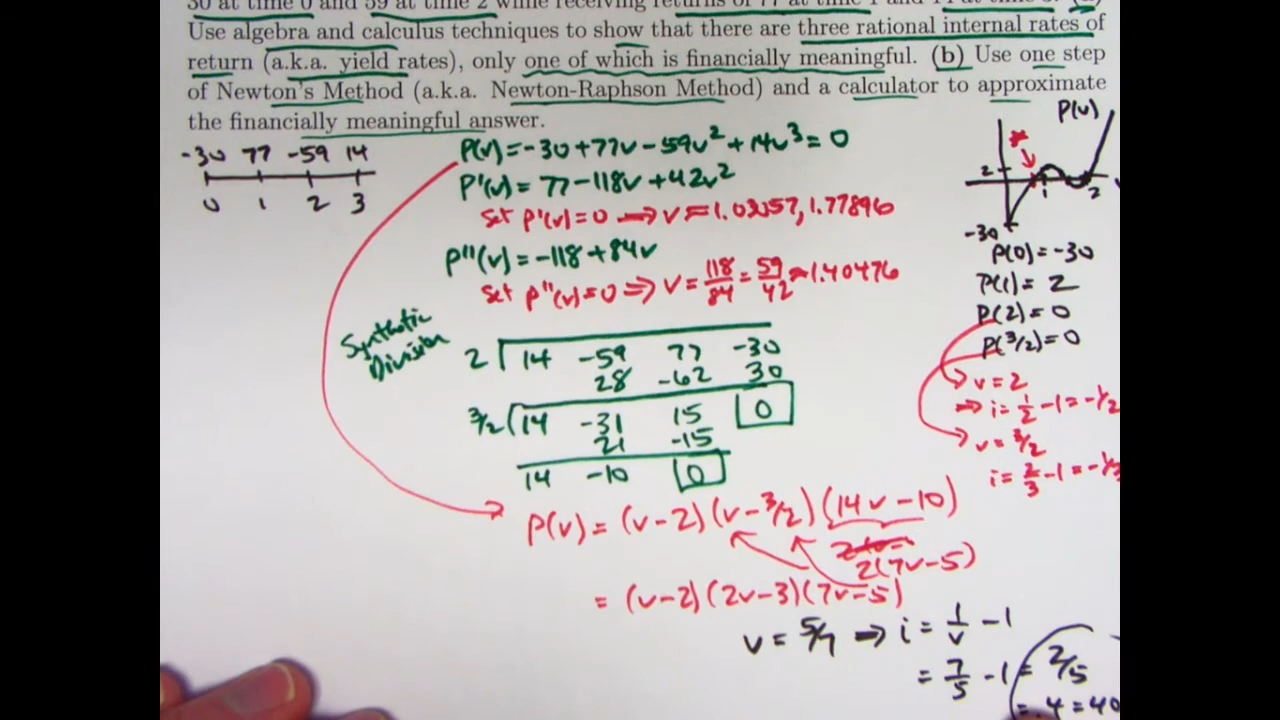 30 at time 0 and 59 at time 2 while receiving returns of 77 at time 1 and 14 at time 3. (a)
Use algebra and calculus techniques to show that there are three rational internal rates of
return (a.k.a. yield rates), only one of which is financially meaningful. (b) Use one step
of Newton's Method (a.k.a. Newton-Raphson Method) and a calculator to approximate
the financially meaningful answer.
-30 77 -59 14
0 1 2 3
P(v) = -30 + 77v - 59v² + 14v³ = 0
P'(v) = 77 - 118v + 42v²
Set P'(v) = 0 → v ≈ 1.03057, 1.77896
P''(v) = -118 + 84v
Set P''(v) = 0 ⇒ v = 118/84 = 59/42 ≈ 1.40476
Synthetic
Division
2 14 -59 77 -30
28 -62 30
3/2 14 -31 15 0
21 -15
14 -10 0
P(v) = (v-2)(v-3/2)(14v-10)
2(7v-5)
= (v-2)(2v-3)(7v-5)
v = 5/7 ⇒ i = 1/v - 1
= 7/5 - 1 = 2/5
= .4 = 40
P(v)
2
1
2
-30
P(0) = -30
P(1) = 2
P(2) = 0
P(3/2) = 0
v = 2
⇒ i = 1/2 - 1 = -1/2
v = 3/2
i = 2/3 - 1 = -1/3